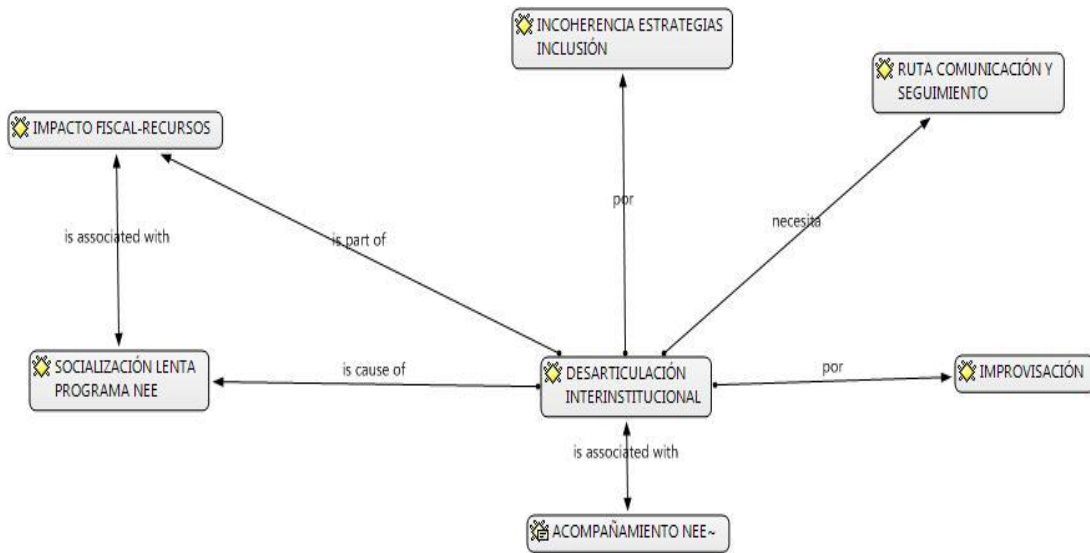 INCOHERENCIA ESTRATEGIAS
INCLUSIÓN
RUTA COMUNICACIÓN Y
SEGUIMIENTO
IMPACTO FISCAL-RECURSOS
por
necesita
is associated with
is part of
SOCIALIZACIÓN LENTA
PROGRAMA NEE
is cause of
DESARTICULACIÓN
INTERINSTITUCIONAL
por
IMPROVISACIÓN
is associated with
ACOMPAÑAMIENTO NEE~